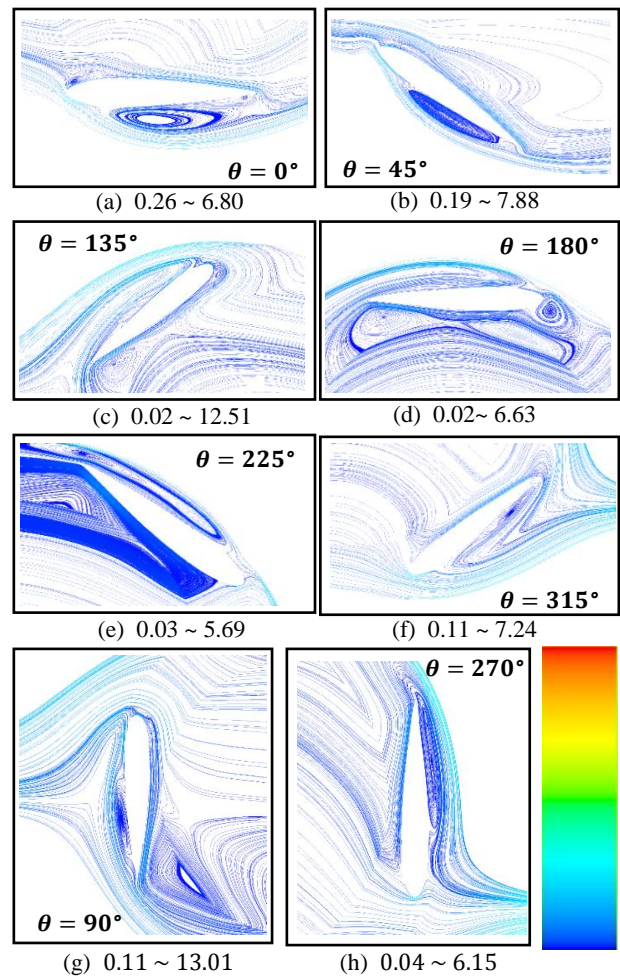 θ = 0°
θ = 45°
(a) 0.26 ~ 6.80
(b) 0.19 ~ 7.88
θ = 135°
θ = 180°
(c) 0.02 ~ 12.51
(d) 0.02~ 6.63
θ = 225°
θ = 315°
(e) 0.03 ~ 5.69
(f) 0.11 ~ 7.24
θ = 90°
θ = 270°
(g) 0.11 ~ 13.01
(h) 0.04 ~ 6.15